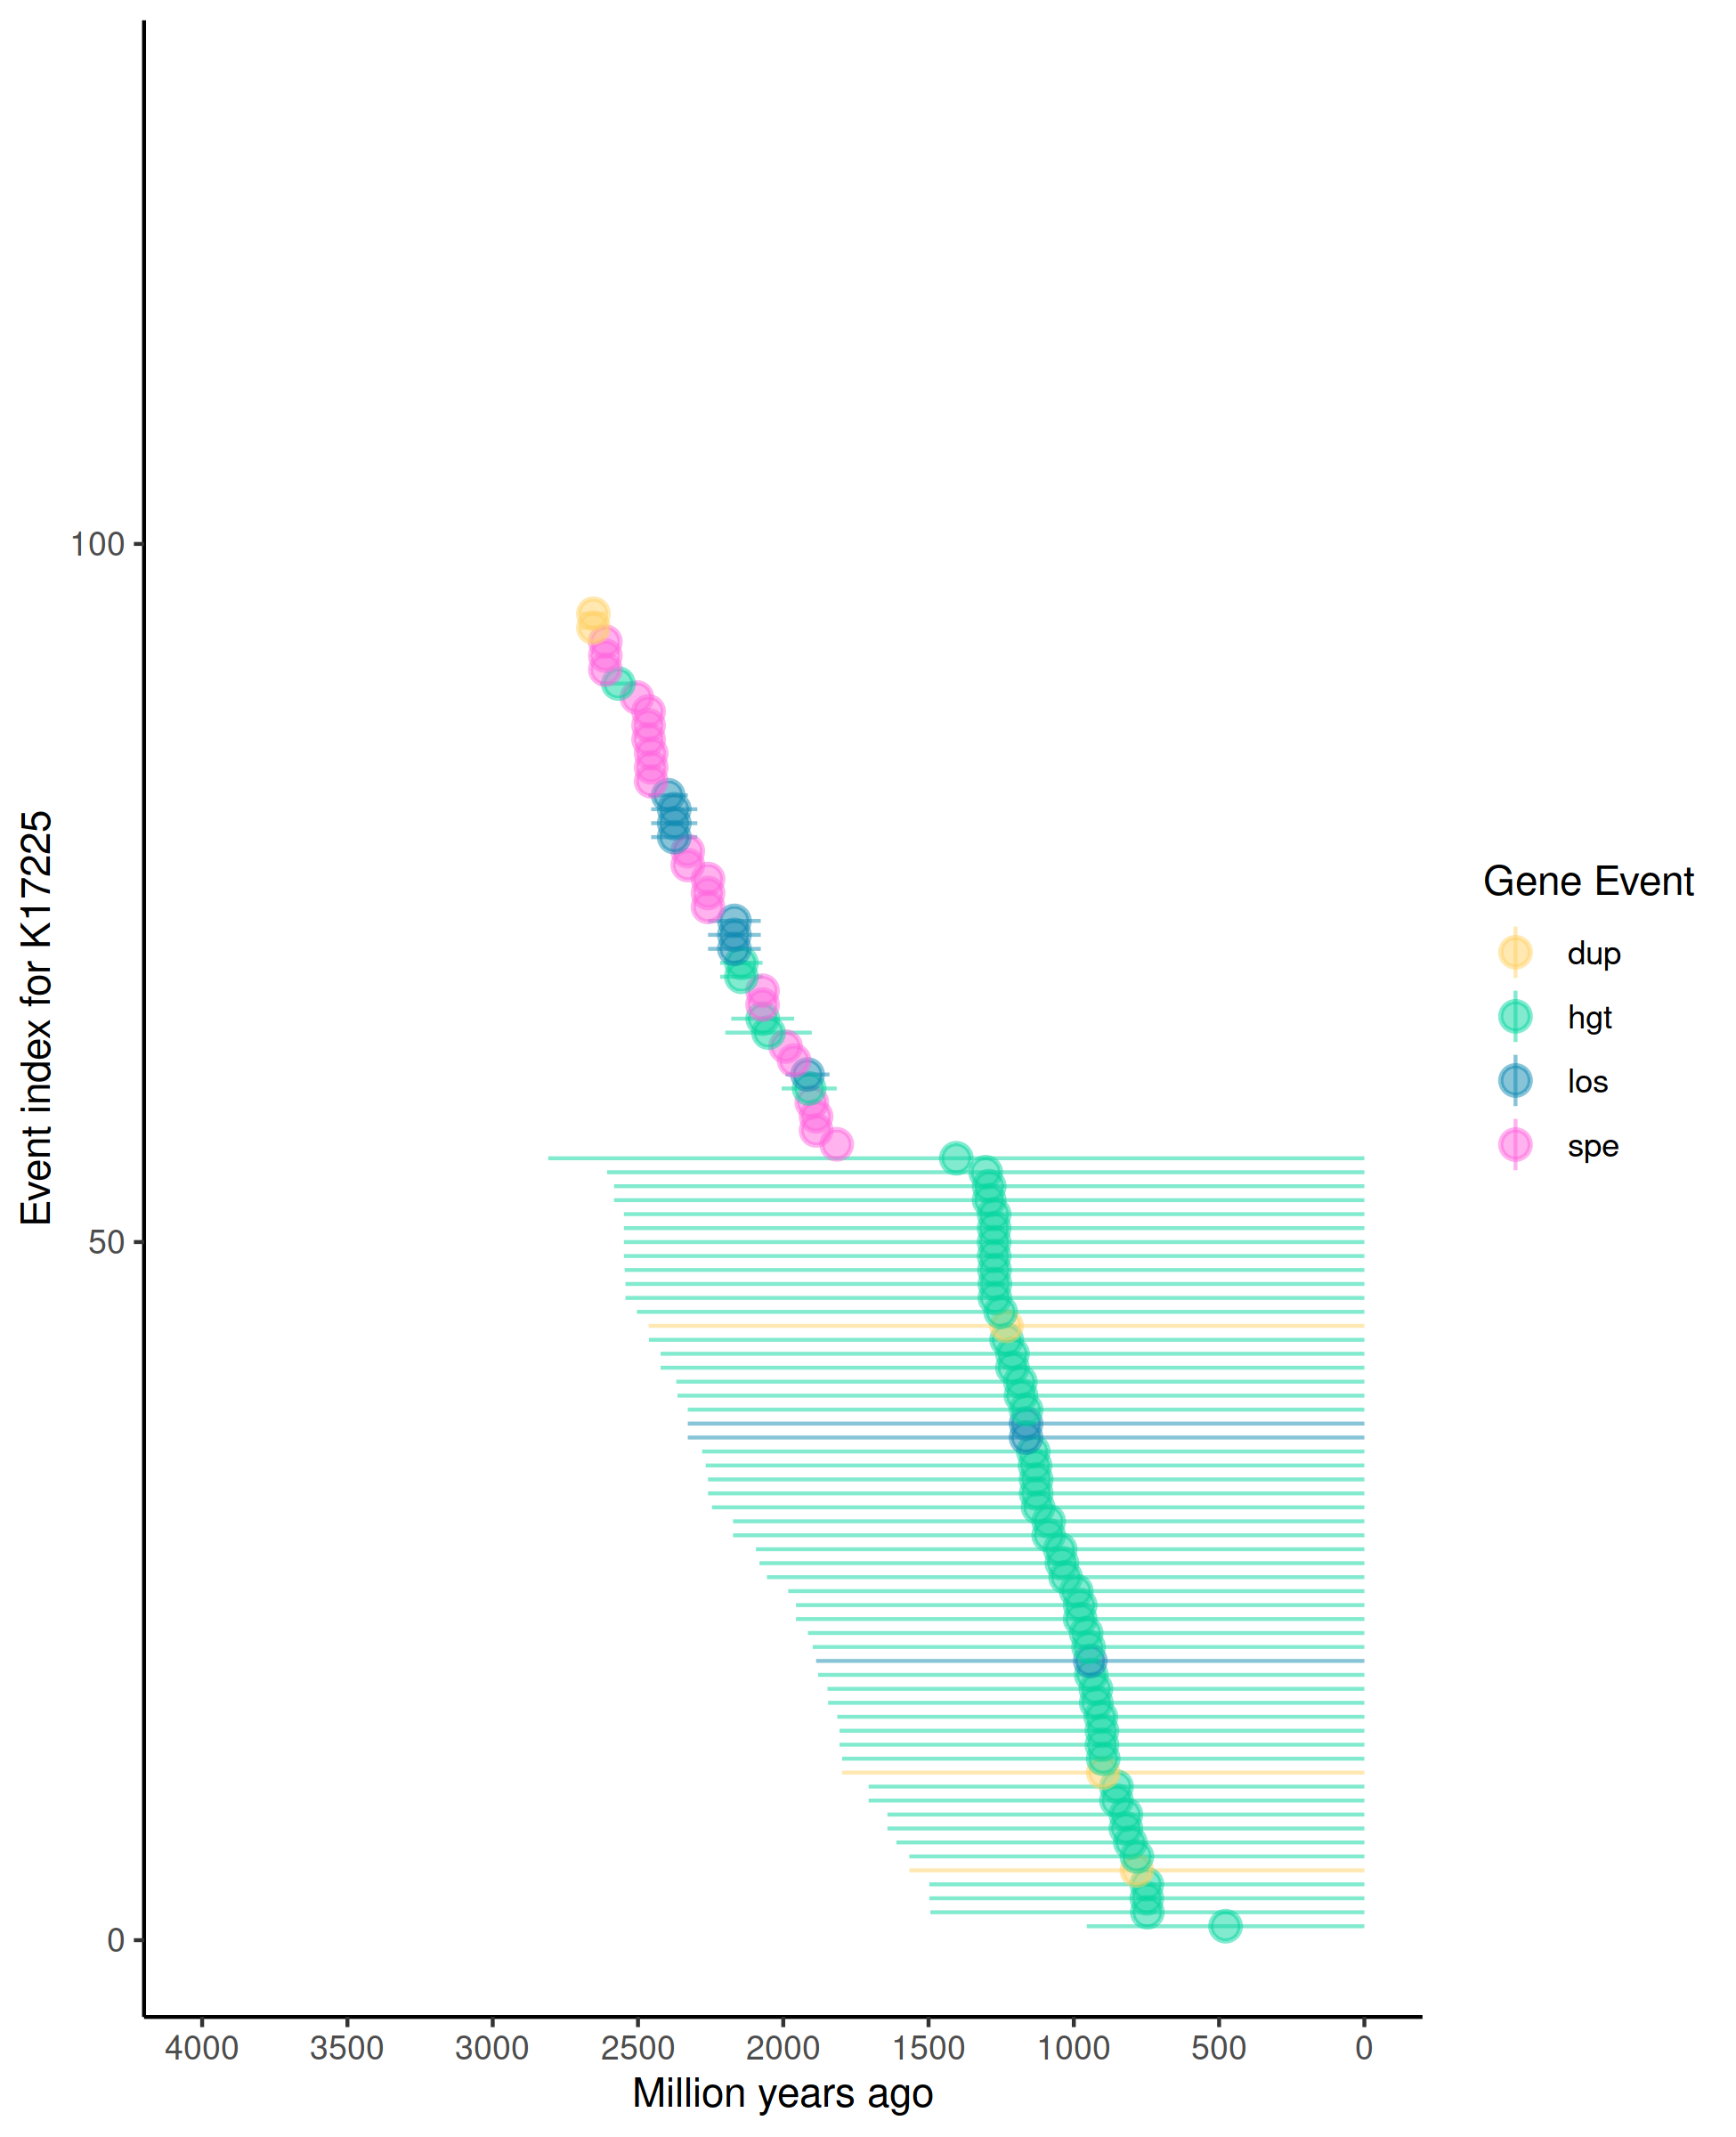 Event index for K17225
100
50
0
4000 3500 3000 2500 2000 1500 1000 500 0
Million years ago
Gene Event
dup
hgt
los
spe